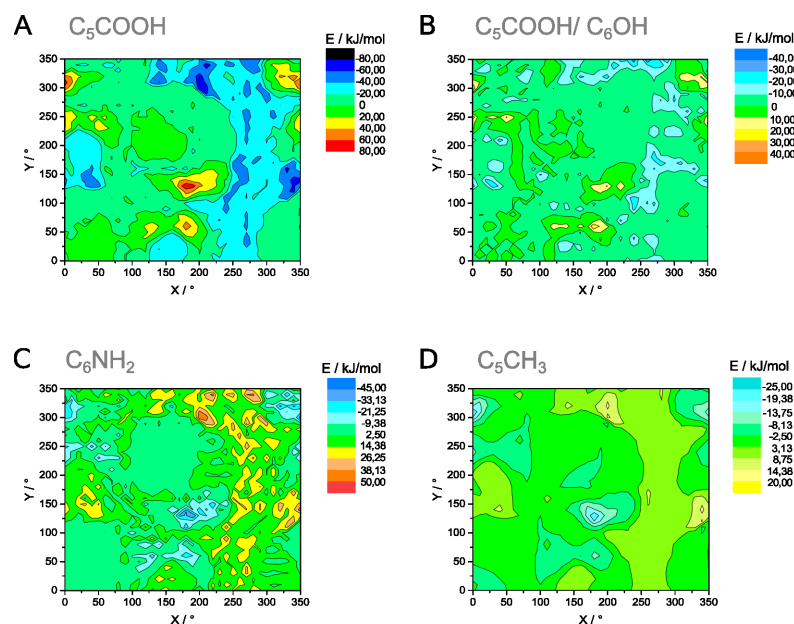 A
C₅COOH
E / kJ/mol
-80,00
-60,00
-40,00
-20,00
0
20,00
40,00
60,00
80,00
350
300
250
200
150
100
50
0
Y / °
0 50 100 150 200 250 300 350
X / °
B
C₅COOH/ C₆OH
E / kJ/mol
-40,00
-30,00
-20,00
-10,00
0
10,00
20,00
30,00
40,00
350
300
250
200
150
100
50
0
Y / °
0 50 100 150 200 250 300 350
X / °
C
C₆NH₂
E / kJ/mol
-45,00
-33,13
-21,25
-9,38
2,50
14,38
26,25
38,13
50,00
350
300
250
200
150
100
50
0
Y / °
0 50 100 150 200 250 300 350
X / °
D
C₅CH₃
E / kJ/mol
-25,00
-19,38
-13,75
-8,13
-2,50
3,13
8,75
14,38
20,00
350
300
250
200
150
100
50
0
Y / °
0 50 100 150 200 250 300 350
X / °